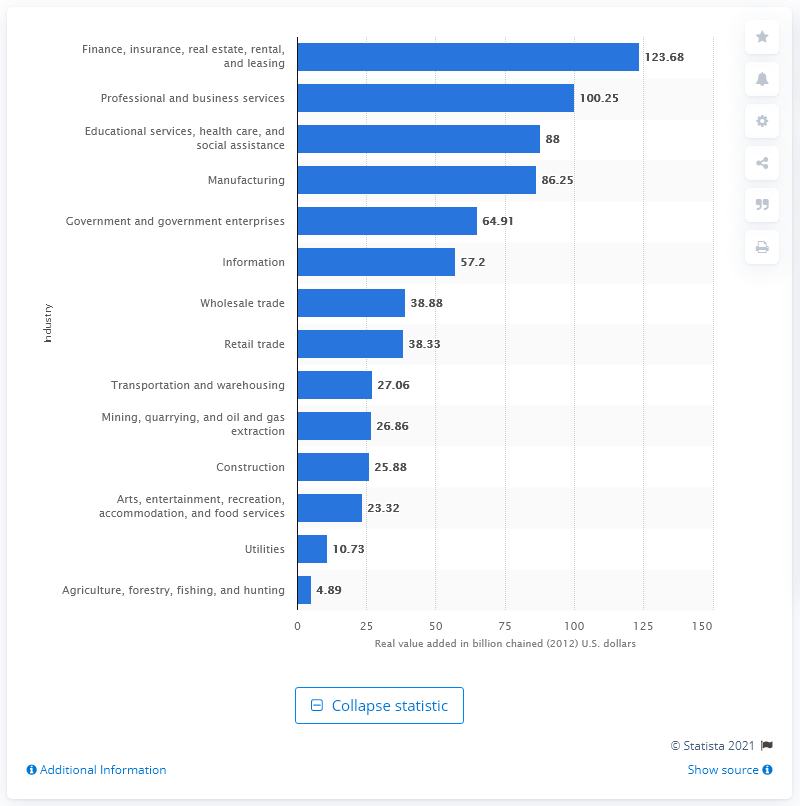 Finance, insurance, real estate, rental,
and leasing
123.68
Professional and business services
100.25
Educational services, health care, and
social assistance
88
Manufacturing
86.25
Government and government enterprises
64.91
Information
57.2
Wholesale trade
38.88
Retail trade
38.33
Transportation and warehousing
27.06
Mining, quarrying, and oil and gas
extraction
26.86
Construction
25.88
Arts, entertainment, recreation,
accommodation, and food services
23.32
Utilities
10.73
Agriculture, forestry, fishing, and hunting
4.89
Industry
0 25 50 75 100 125 150
Real value added in billion chained (2012) U.S. dollars
Collapse statistic
© Statista 2021
Additional Information
Show source